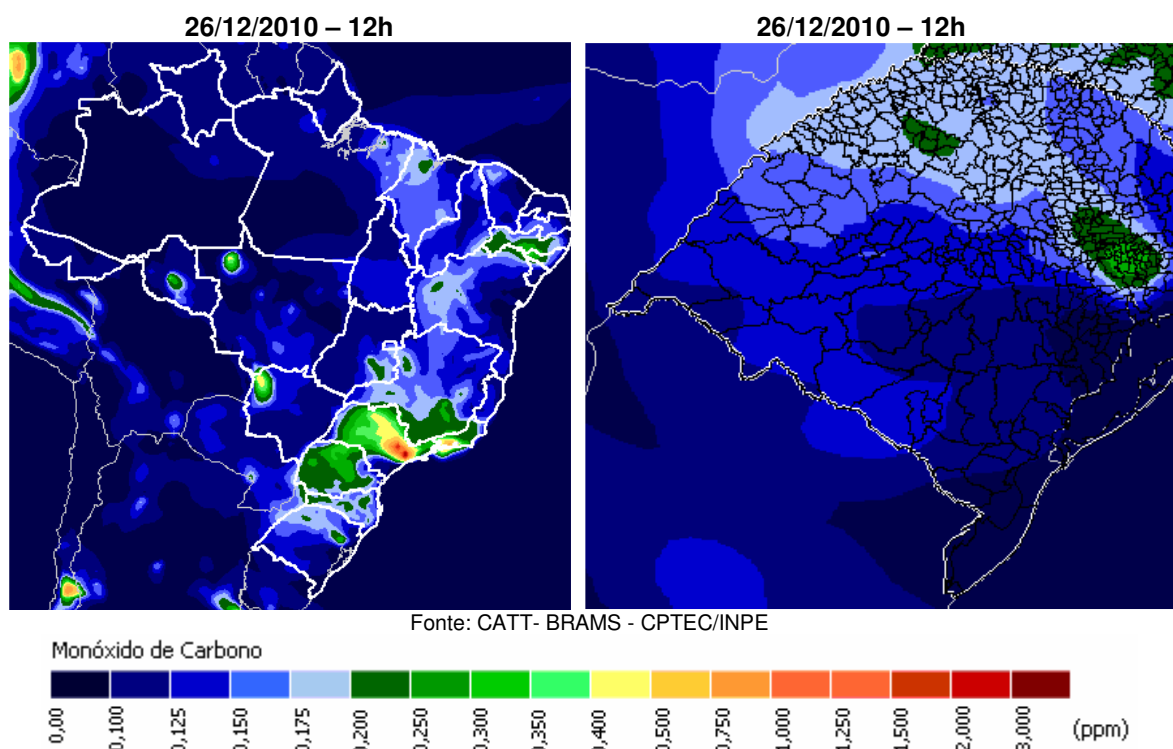 26/12/2010 – 12h
26/12/2010 – 12h
Fonte: CATT- BRAMS - CPTEC/INPE
Monóxido de Carbono
0,00 0,100 0,125 0,150 0,175 0,200 0,250 0,300 0,350 0,400 0,500 0,750 1,000 1,250 1,500 2,000 3,000 (ppm)